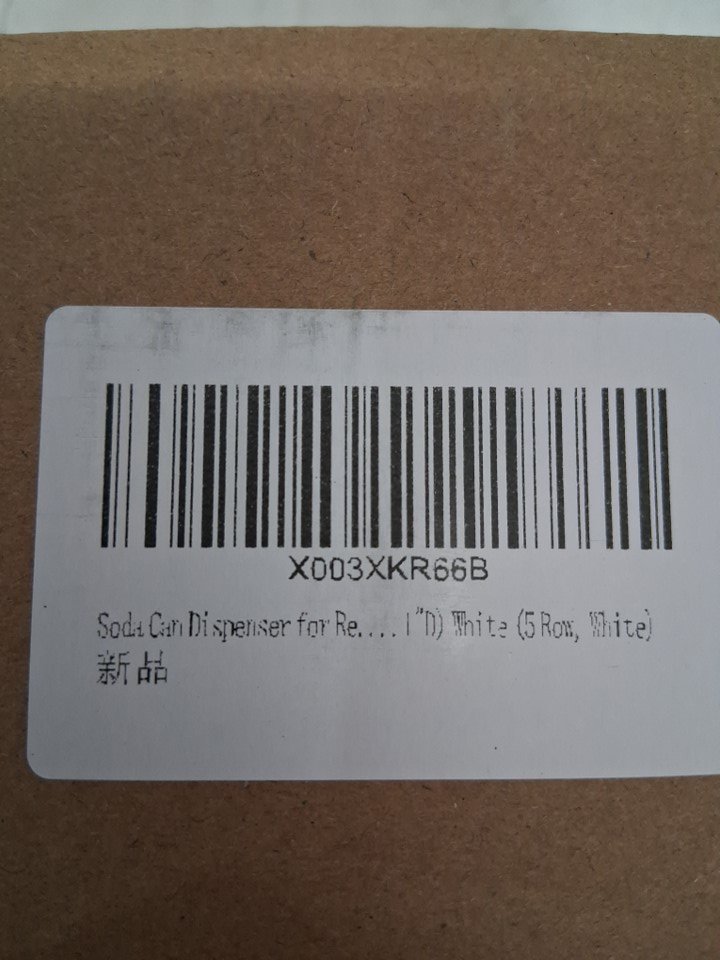 X003XKR66B
Soda Can Dispenser for Re.... 1"D) White (5 Row, White)
新品